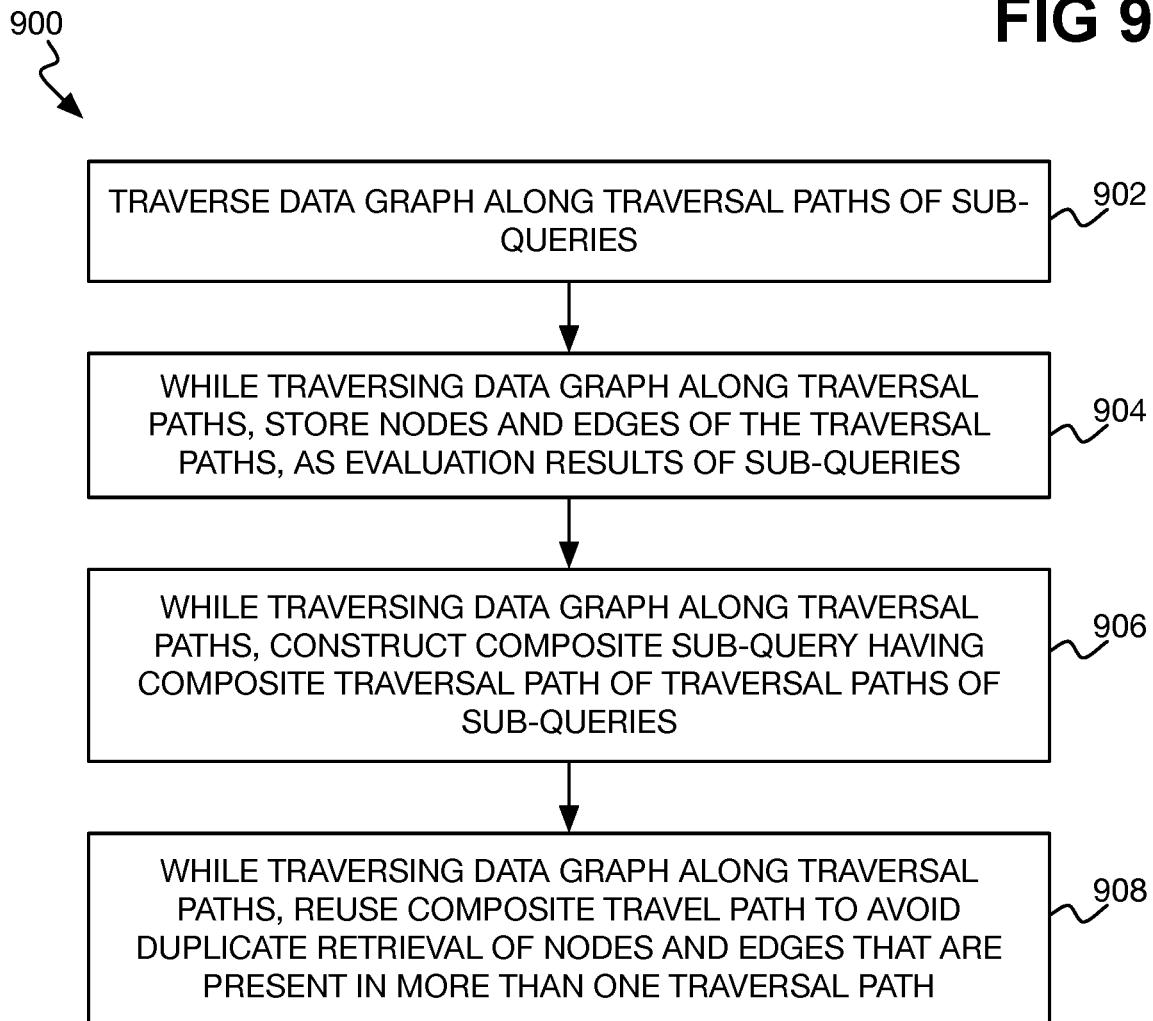 900
FIG 9
TRAVERSE DATA GRAPH ALONG TRAVERSAL PATHS OF SUB-
QUERIES
902
WHILE TRAVERSING DATA GRAPH ALONG TRAVERSAL
PATHS, STORE NODES AND EDGES OF THE TRAVERSAL
PATHS, AS EVALUATION RESULTS OF SUB-QUERIES
904
WHILE TRAVERSING DATA GRAPH ALONG TRAVERSAL
PATHS, CONSTRUCT COMPOSITE SUB-QUERY HAVING
COMPOSITE TRAVERSAL PATH OF TRAVERSAL PATHS OF
SUB-QUERIES
906
WHILE TRAVERSING DATA GRAPH ALONG TRAVERSAL
PATHS, REUSE COMPOSITE TRAVEL PATH TO AVOID
DUPLICATE RETRIEVAL OF NODES AND EDGES THAT ARE
PRESENT IN MORE THAN ONE TRAVERSAL PATH
908